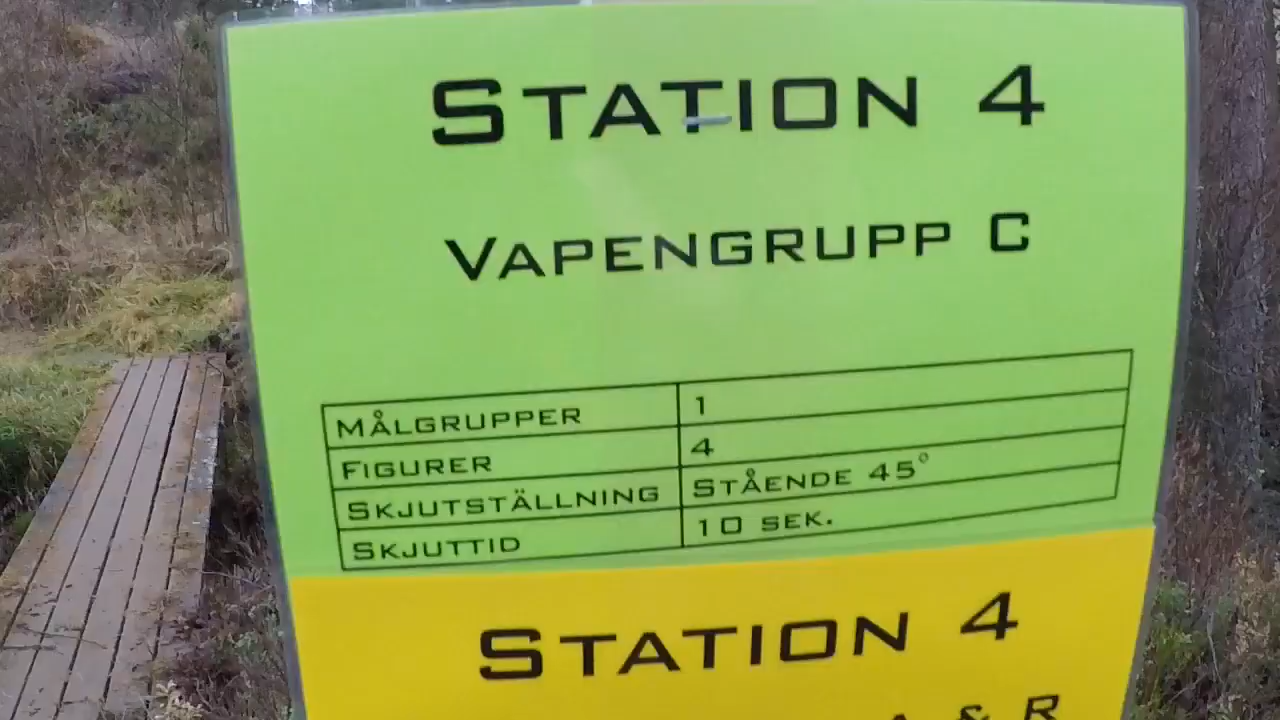 STATION 4
VAPENGRUPP C
MÅLGRUPPER 1
FIGURER 4
SKJUTSTÄLLNING STÅENDE 45°
SKJUTTID 10 SEK.
STATION 4
& R